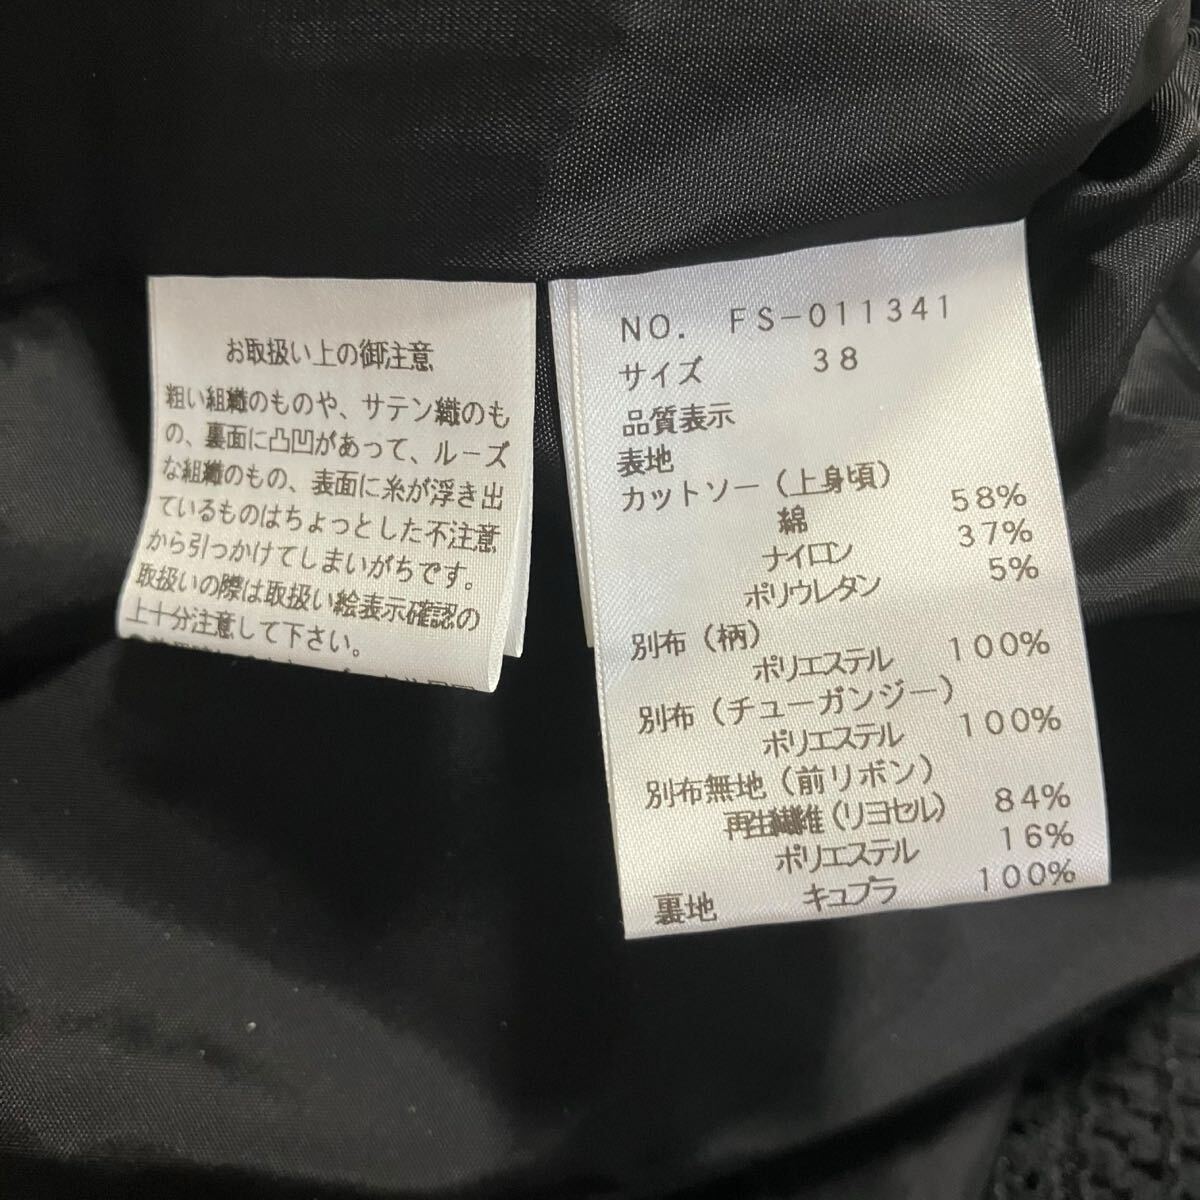 お取扱い上の御注意
粗い組織のものや、サテン織のも
の、裏面に凸凹があって、ルーズ
な組織のもの、表面に糸が浮き出
ているものはちょっとした不注意
から引っかけてしまいがちです。
取扱いの際は取扱い絵表示確認の
上十分注意して下さい。
NO. FS-011341
サイズ 38
品質表示
表地
カットソー(上身頃)
綿 58%
ナイロン 37%
ポリウレタン 5%
別布(柄)
ポリエステル 100%
別布(チューガンジー)
ポリエステル 100%
別布無地(前リボン)
再生繊維(リヨセル) 84%
ポリエステル 16%
裏地 キュプラ 100%